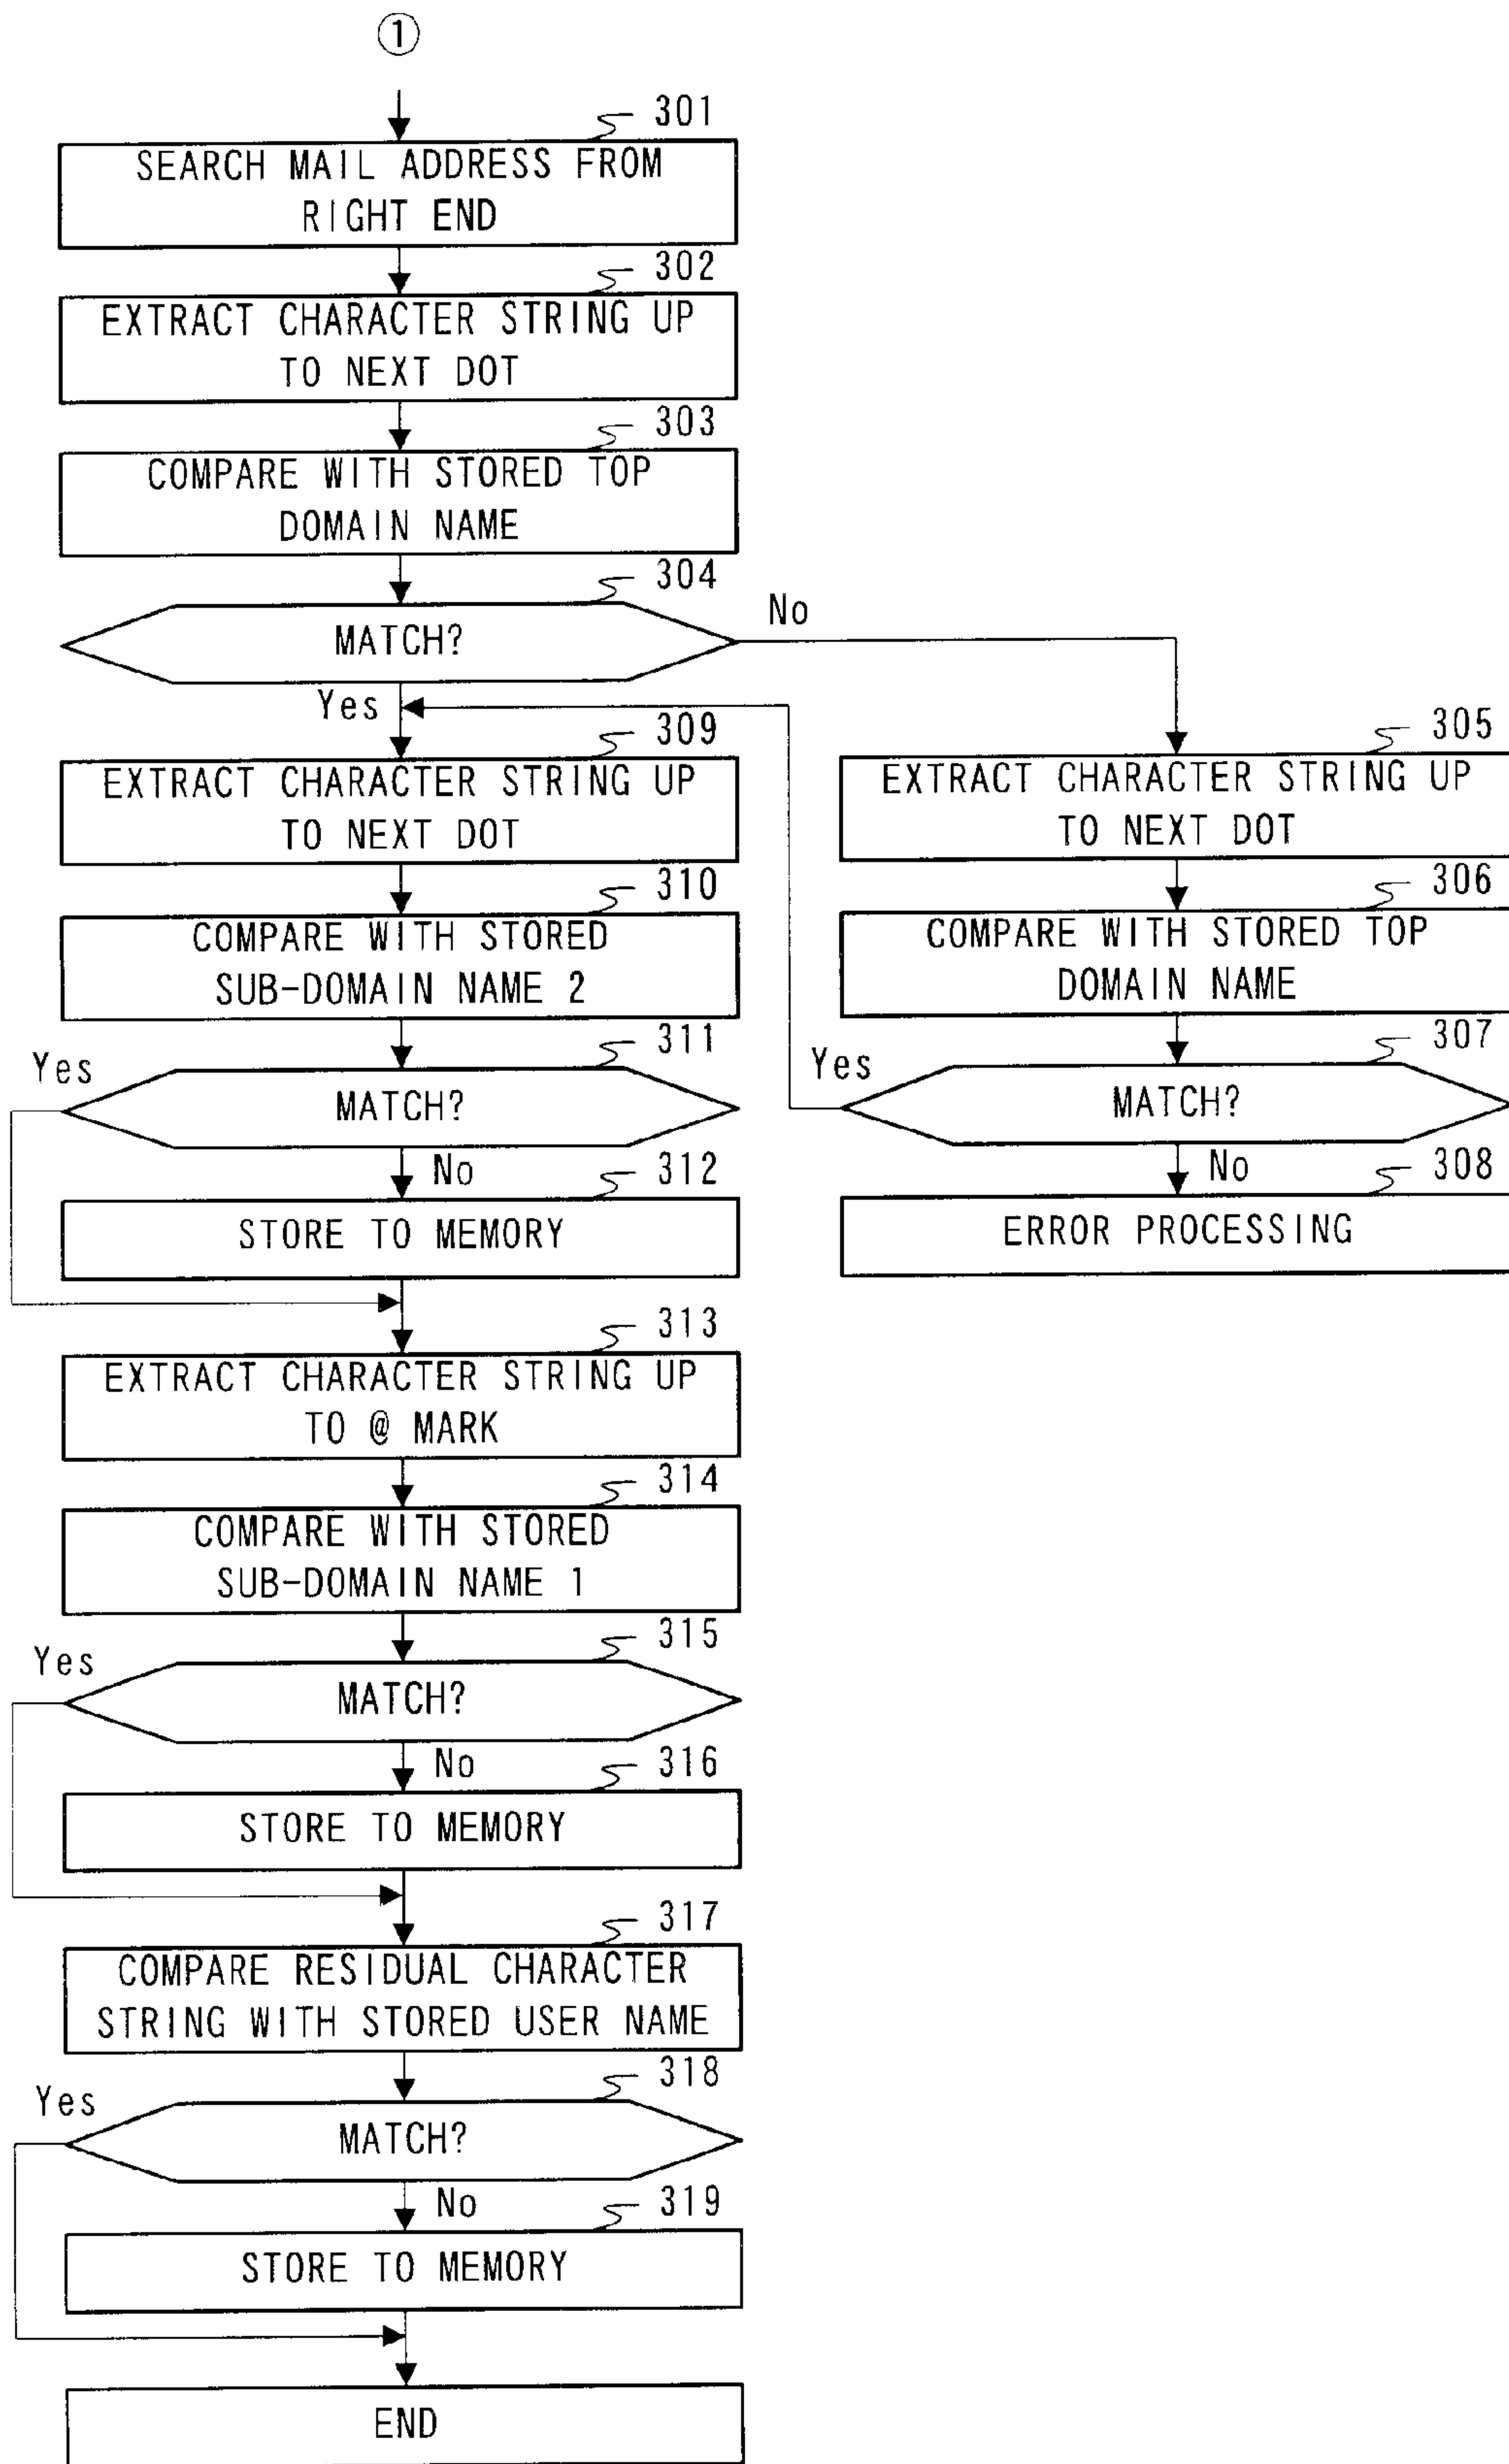 ①
301
SEARCH MAIL ADDRESS FROM
RIGHT END
302
EXTRACT CHARACTER STRING UP
TO NEXT DOT
303
COMPARE WITH STORED TOP
DOMAIN NAME
304
MATCH?
No
Yes
309
EXTRACT CHARACTER STRING UP
TO NEXT DOT
305
EXTRACT CHARACTER STRING UP
TO NEXT DOT
310
COMPARE WITH STORED
SUB-DOMAIN NAME 2
306
COMPARE WITH STORED TOP
DOMAIN NAME
311
Yes
MATCH?
No
307
Yes
MATCH?
No
312
STORE TO MEMORY
308
ERROR PROCESSING
313
EXTRACT CHARACTER STRING UP
TO @ MARK
314
COMPARE WITH STORED
SUB-DOMAIN NAME 1
315
Yes
MATCH?
No
316
STORE TO MEMORY
317
COMPARE RESIDUAL CHARACTER
STRING WITH STORED USER NAME
318
Yes
MATCH?
No
319
STORE TO MEMORY
END